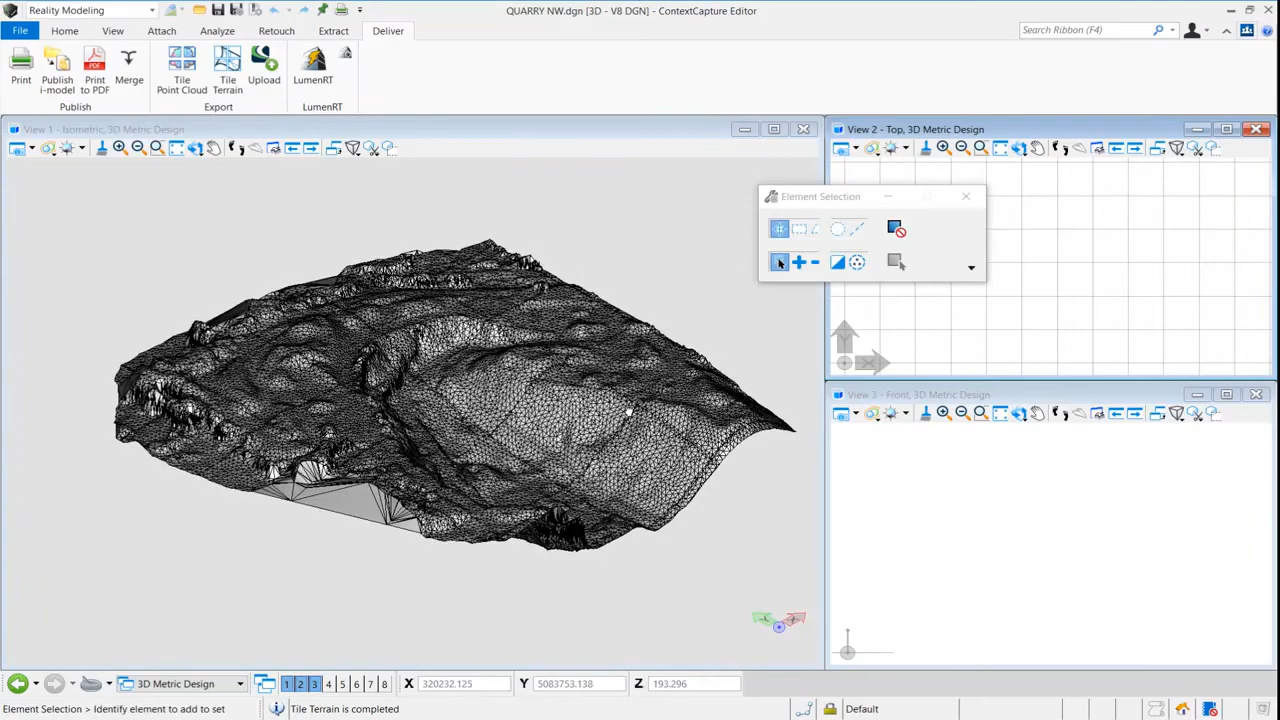 Reality Modeling
QUARRY NW.dgn [3D - V8 DGN] - ContextCapture Editor
File
Home
View
Attach
Analyze
Retouch
Extract
Deliver
Search Ribbon (F4)
Print
Publish i-model
Print to PDF
Merge
Tile Point Cloud
Tile Terrain
Upload
LumenRT
Publish
Export
LumenRT
View 1 - Isometric, 3D Metric Design
View 2 - Top, 3D Metric Design
Element Selection
View 3 - Front, 3D Metric Design
3D Metric Design
1 2 3 4 5 6 7 8
X 320232.125
Y 5083753.138
Z 193.296
Element Selection > Identify element to add to set
Tile Terrain is completed
Default